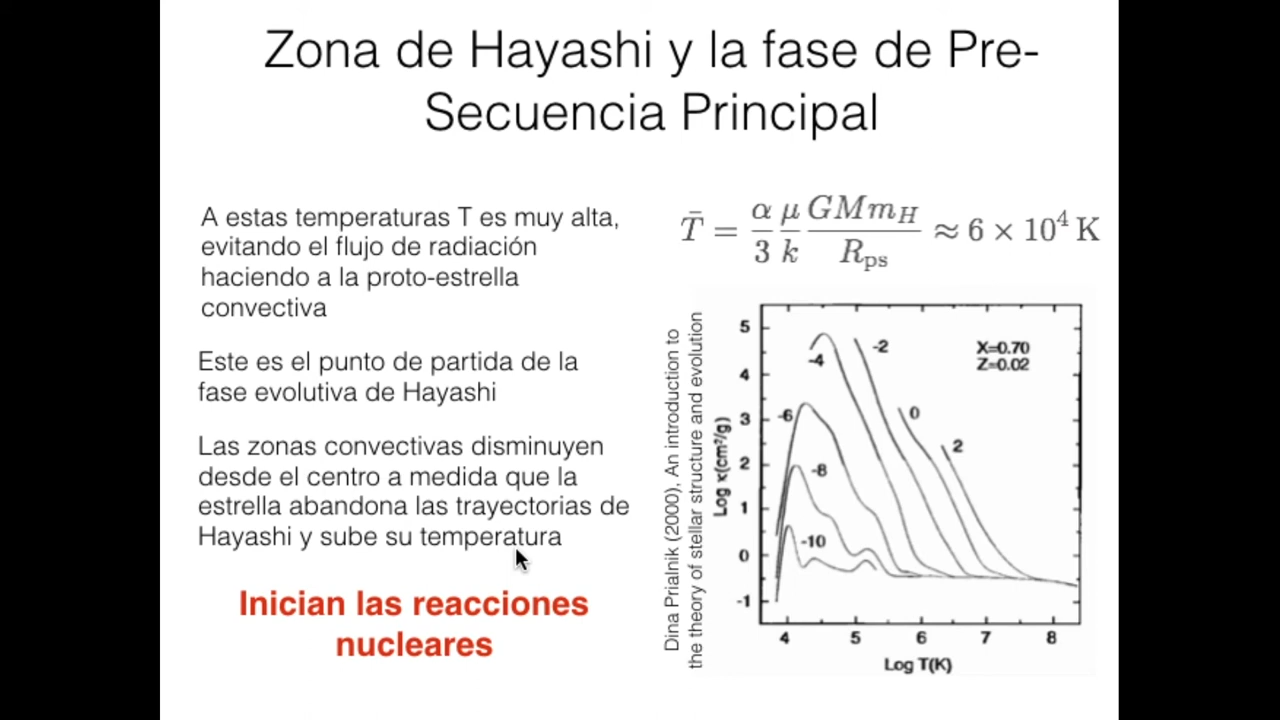 Zona de Hayashi y la fase de Pre-
Secuencia Principal
A estas temperaturas T es muy alta,
evitando el flujo de radiación
haciendo a la proto-estrella
convectiva
Este es el punto de partida de la
fase evolutiva de Hayashi
Las zonas convectivas disminuyen
desde el centro a medida que la
estrella abandona las trayectorias de
Hayashi y sube su temperatura
Inician las reacciones
nucleares
T̄ = α/3 μ/k GMm_H/R_ps ≈ 6 × 10⁴ K
Dina Prialnik (2000), An introduction to
the theory of stellar structure and evolution
Log κ(cm²/g)
5
4
3
2
1
0
-1
-4
-2
X=0.70
Z=0.02
-6
0
2
-8
-10
4 5 6 7 8
Log T(K)